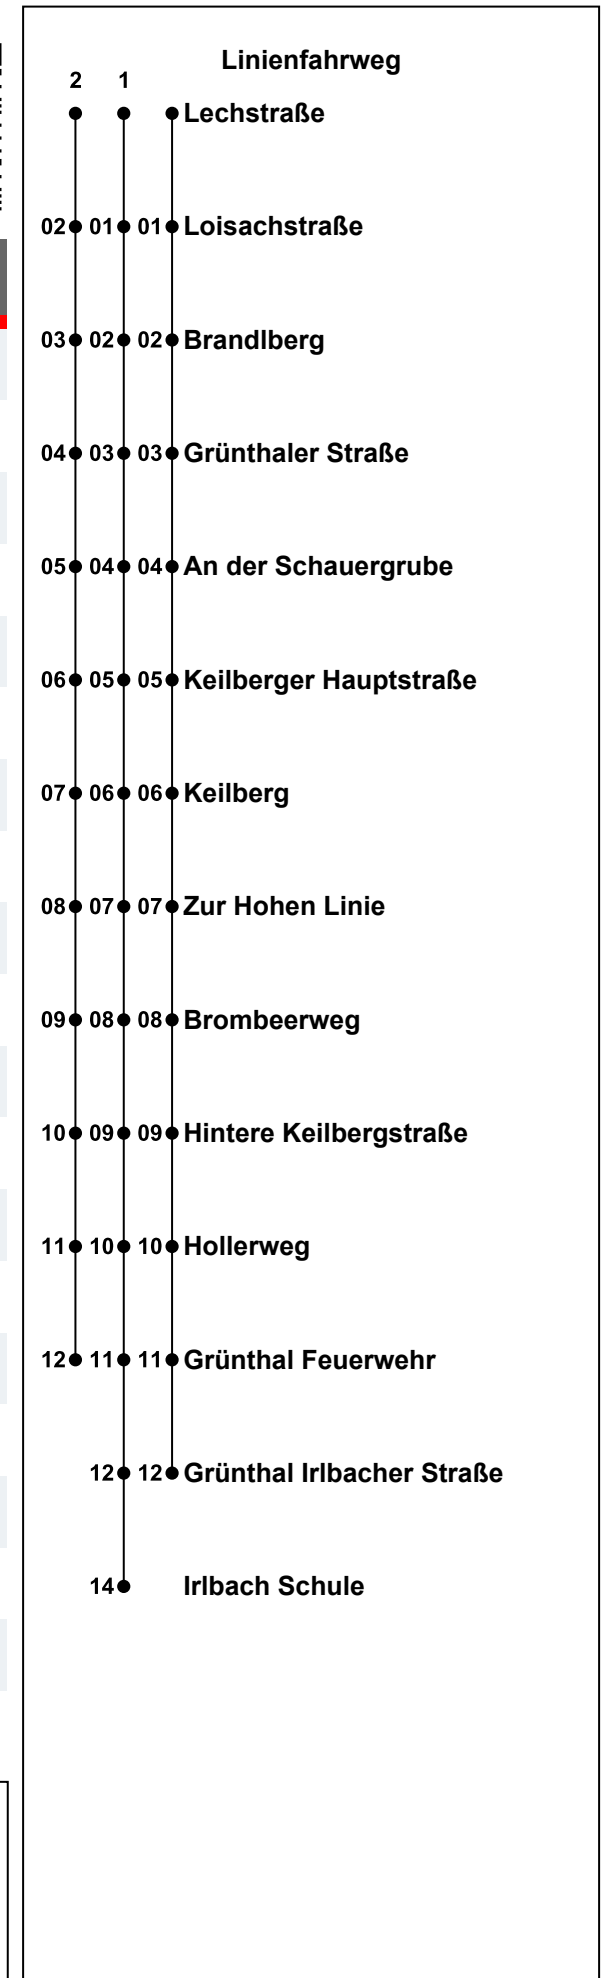 Linienfahrweg
2 1
Lechstraße
02 01 01 Loisachstraße
03 02 02 Brandlberg
04 03 03 Grünthaler Straße
05 04 04 An der Schauergrube
06 05 05 Keilberger Hauptstraße
07 06 06 Keilberg
08 07 07 Zur Hohen Linie
09 08 08 Brombeerweg
10 09 09 Hintere Keilbergstraße
11 10 10 Hollerweg
12 11 11 Grünthal Feuerwehr
12 12 Grünthal Irlbacher Straße
14 Irlbach Schule